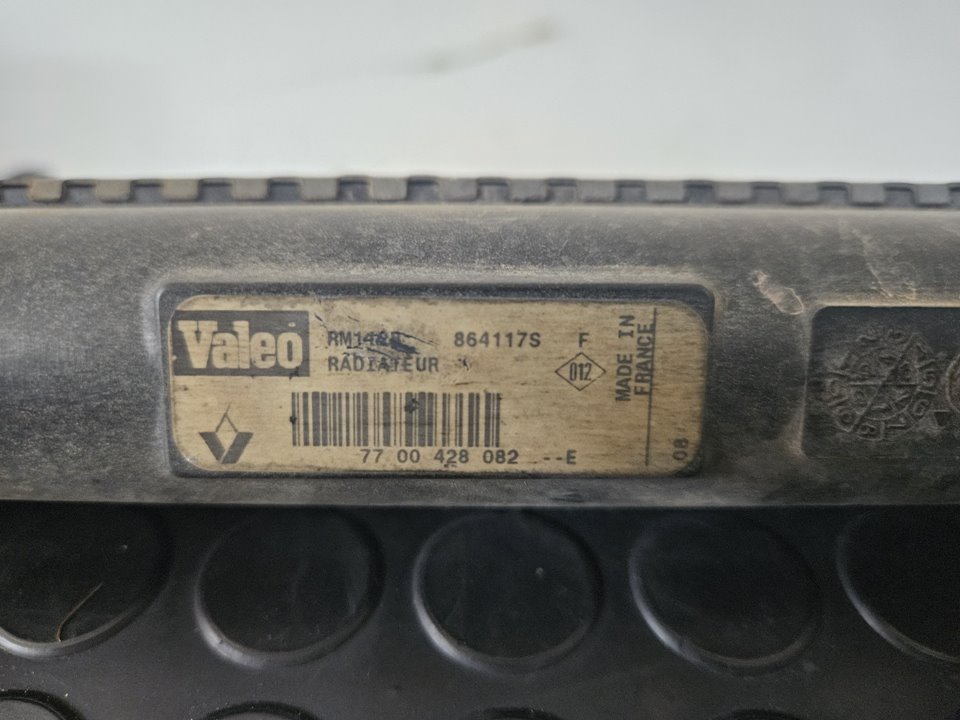 Valeo
864117S F
RADIATEUR
012
MADE IN
FRANCE
77 00 428 082 --E
08